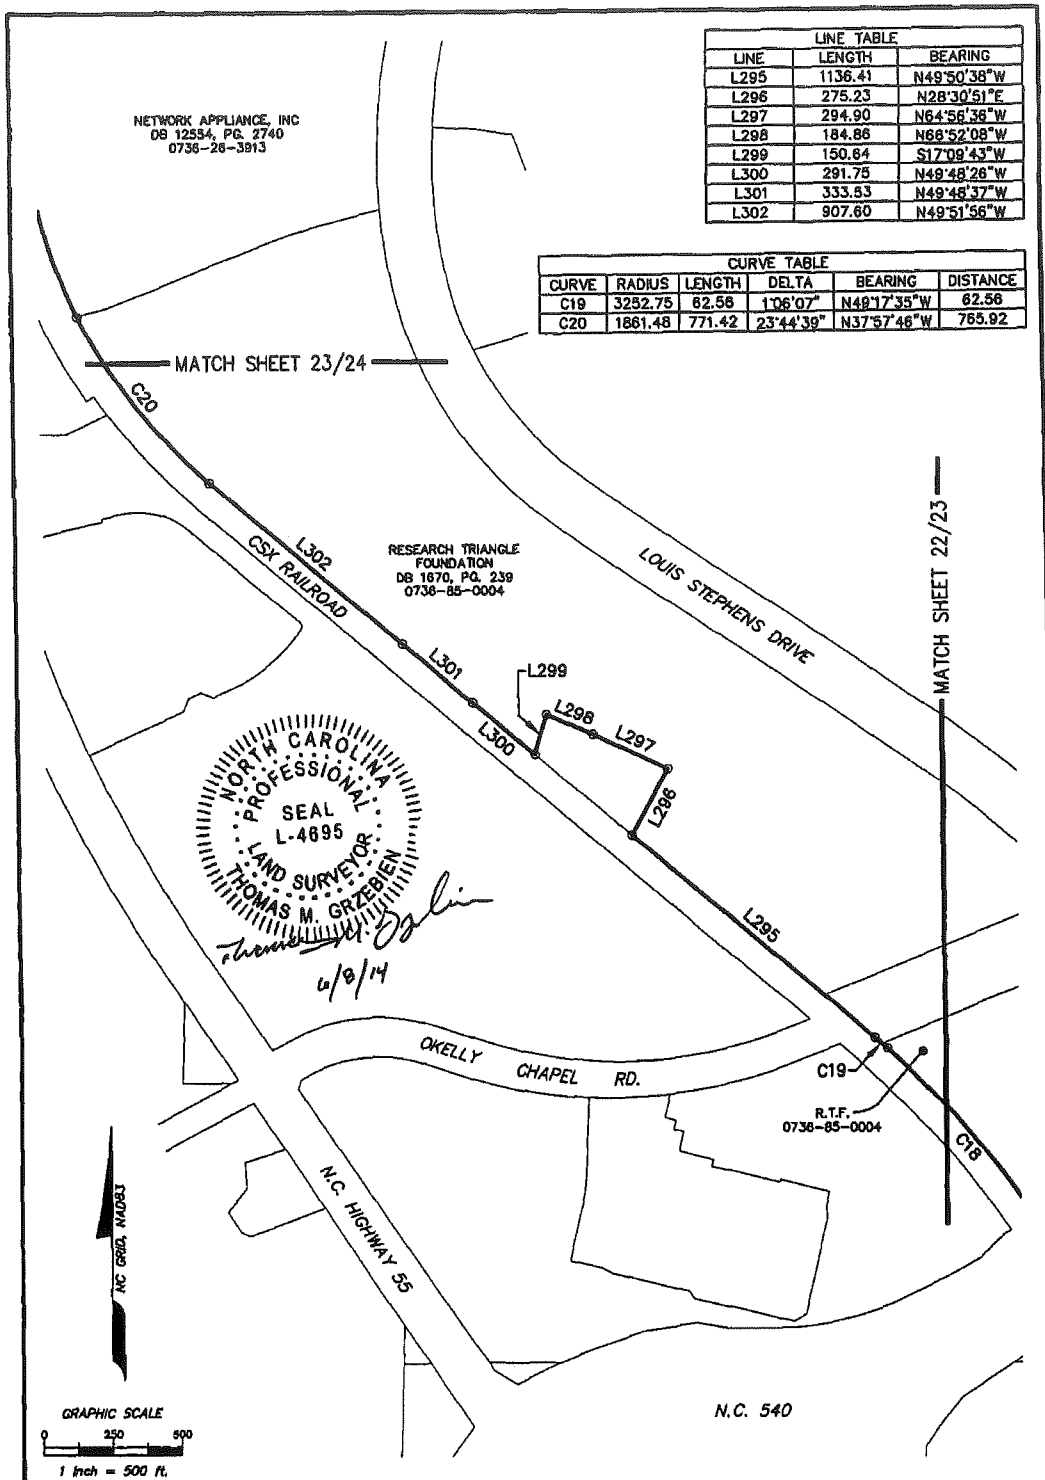 LINE TABLE
LINE LENGTH BEARING
L295 1136.41 N49°50'38"W
L296 275.23 N28°30'51"E
L297 294.90 N64°56'36"W
L298 184.86 N66°52'08"W
L299 150.64 S17°09'43"W
L300 291.75 N49°48'26"W
L301 333.53 N49°48'37"W
L302 907.60 N49°51'56"W
CURVE TABLE
CURVE RADIUS LENGTH DELTA BEARING DISTANCE
C19 3252.75 62.56 1°06'07" N49°17'35"W 62.56
C20 1861.48 771.42 23°44'39" N37°57'46"W 765.92
NETWORK APPLIANCE, INC
DB 12554, PG. 2740
0736-26-3913
MATCH SHEET 23/24
C20
L302
CSX RAILROAD
RESEARCH TRIANGLE
FOUNDATION
DB 1670, PG. 239
0736-85-0004
LOUIS STEPHENS DRIVE
MATCH SHEET 22/23
L301
L299
L298
L297
L300
L296
NORTH CAROLINA
PROFESSIONAL
SEAL
L-4695
LAND SURVEYOR
THOMAS M. GRZEBIEN
6/8/14
L295
OKELLY CHAPEL RD.
C19
R.T.F.
0736-85-0004
C18
N.C. HIGHWAY 55
NC GRID, NAD83
N.C. 540
GRAPHIC SCALE
0 250 500
1 inch = 500 ft.